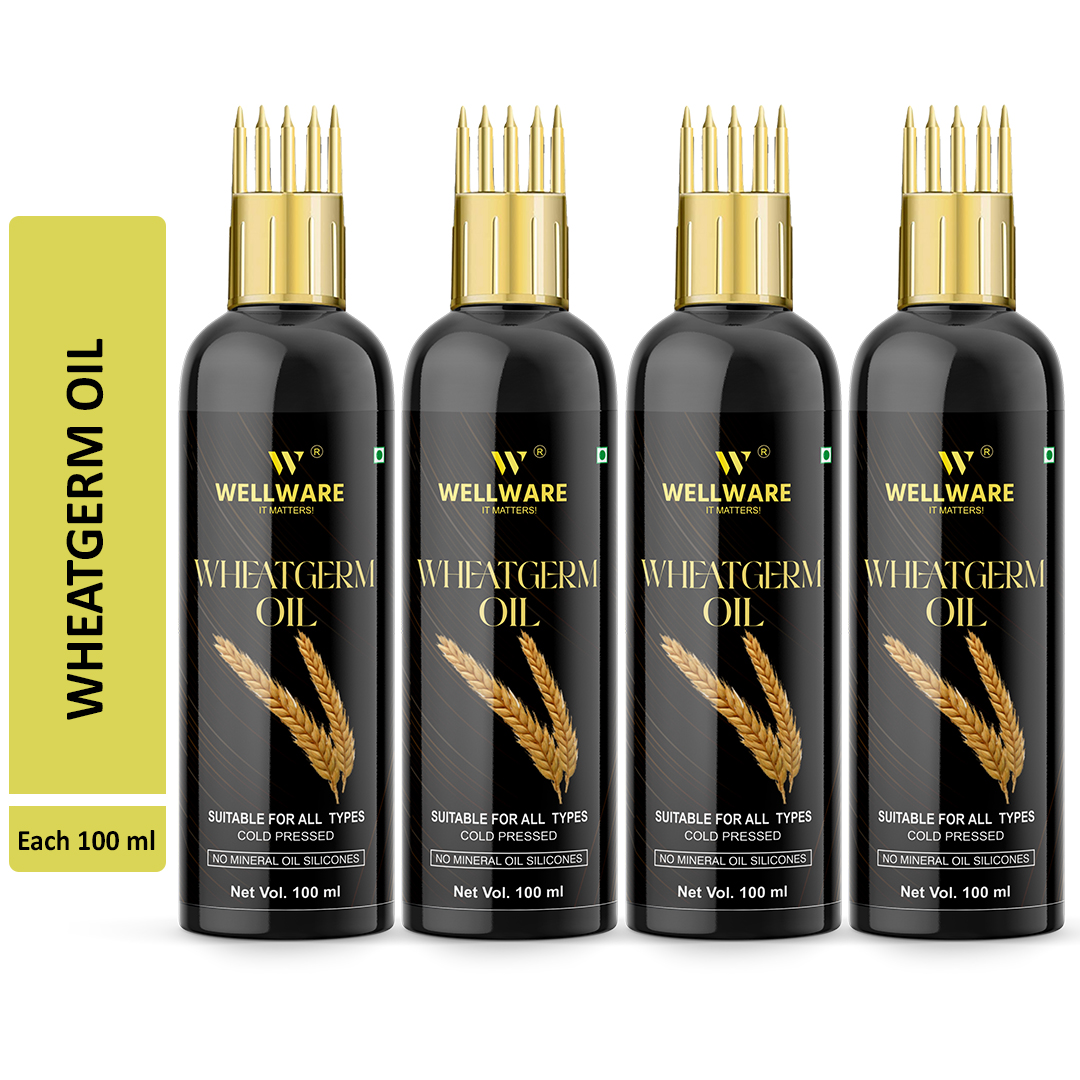 WHEATGERM OIL
Each 100 ml
W ®
WELLWARE
IT MATTERS!
WHEATGERM
OIL
SUITABLE FOR ALL TYPES
COLD PRESSED
NO MINERAL OIL SILICONES
Net Vol. 100 ml
W ®
WELLWARE
IT MATTERS!
WHEATGERM
OIL
SUITABLE FOR ALL TYPES
COLD PRESSED
NO MINERAL OIL SILICONES
Net Vol. 100 ml
W ®
WELLWARE
IT MATTERS!
WHEATGERM
OIL
SUITABLE FOR ALL TYPES
COLD PRESSED
NO MINERAL OIL SILICONES
Net Vol. 100 ml
W ®
WELLWARE
IT MATTERS!
WHEATGERM
OIL
SUITABLE FOR ALL TYPES
COLD PRESSED
NO MINERAL OIL SILICONES
Net Vol. 100 ml